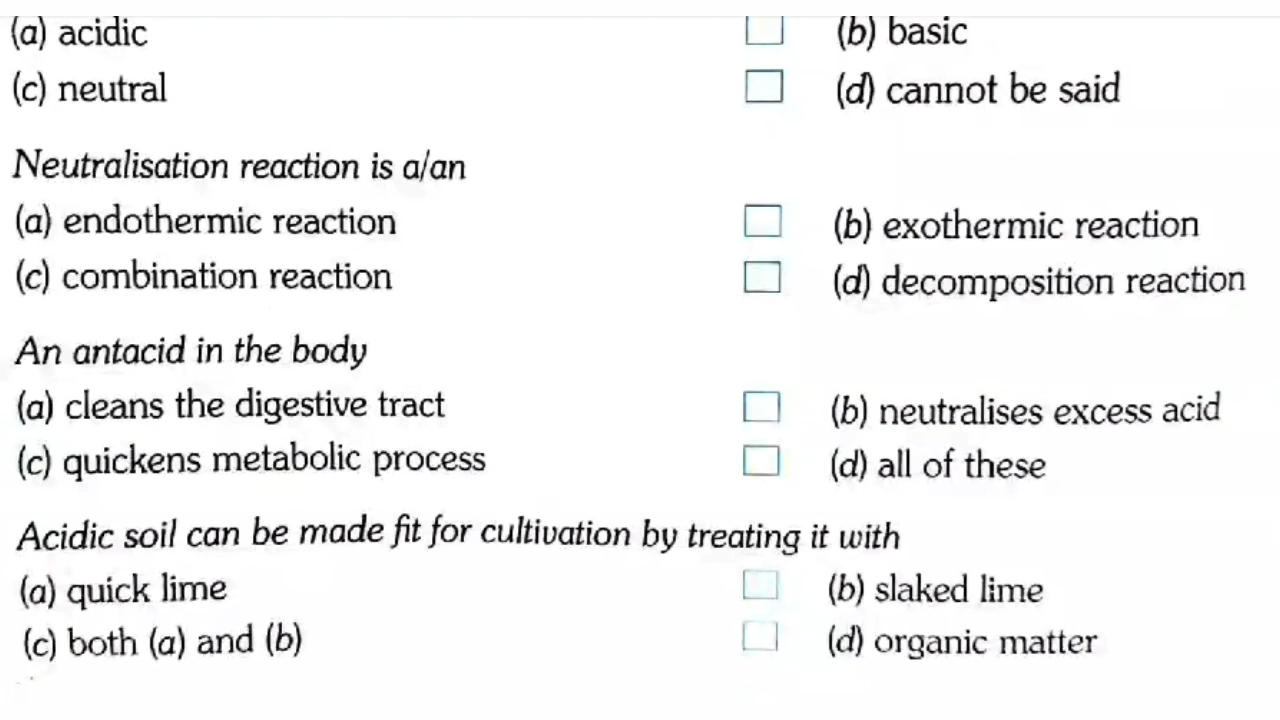 (a) acidic (b) basic
(c) neutral (d) cannot be said
Neutralisation reaction is a/an
(a) endothermic reaction (b) exothermic reaction
(c) combination reaction (d) decomposition reaction
An antacid in the body
(a) cleans the digestive tract (b) neutralises excess acid
(c) quickens metabolic process (d) all of these
Acidic soil can be made fit for cultivation by treating it with
(a) quick lime (b) slaked lime
(c) both (a) and (b) (d) organic matter